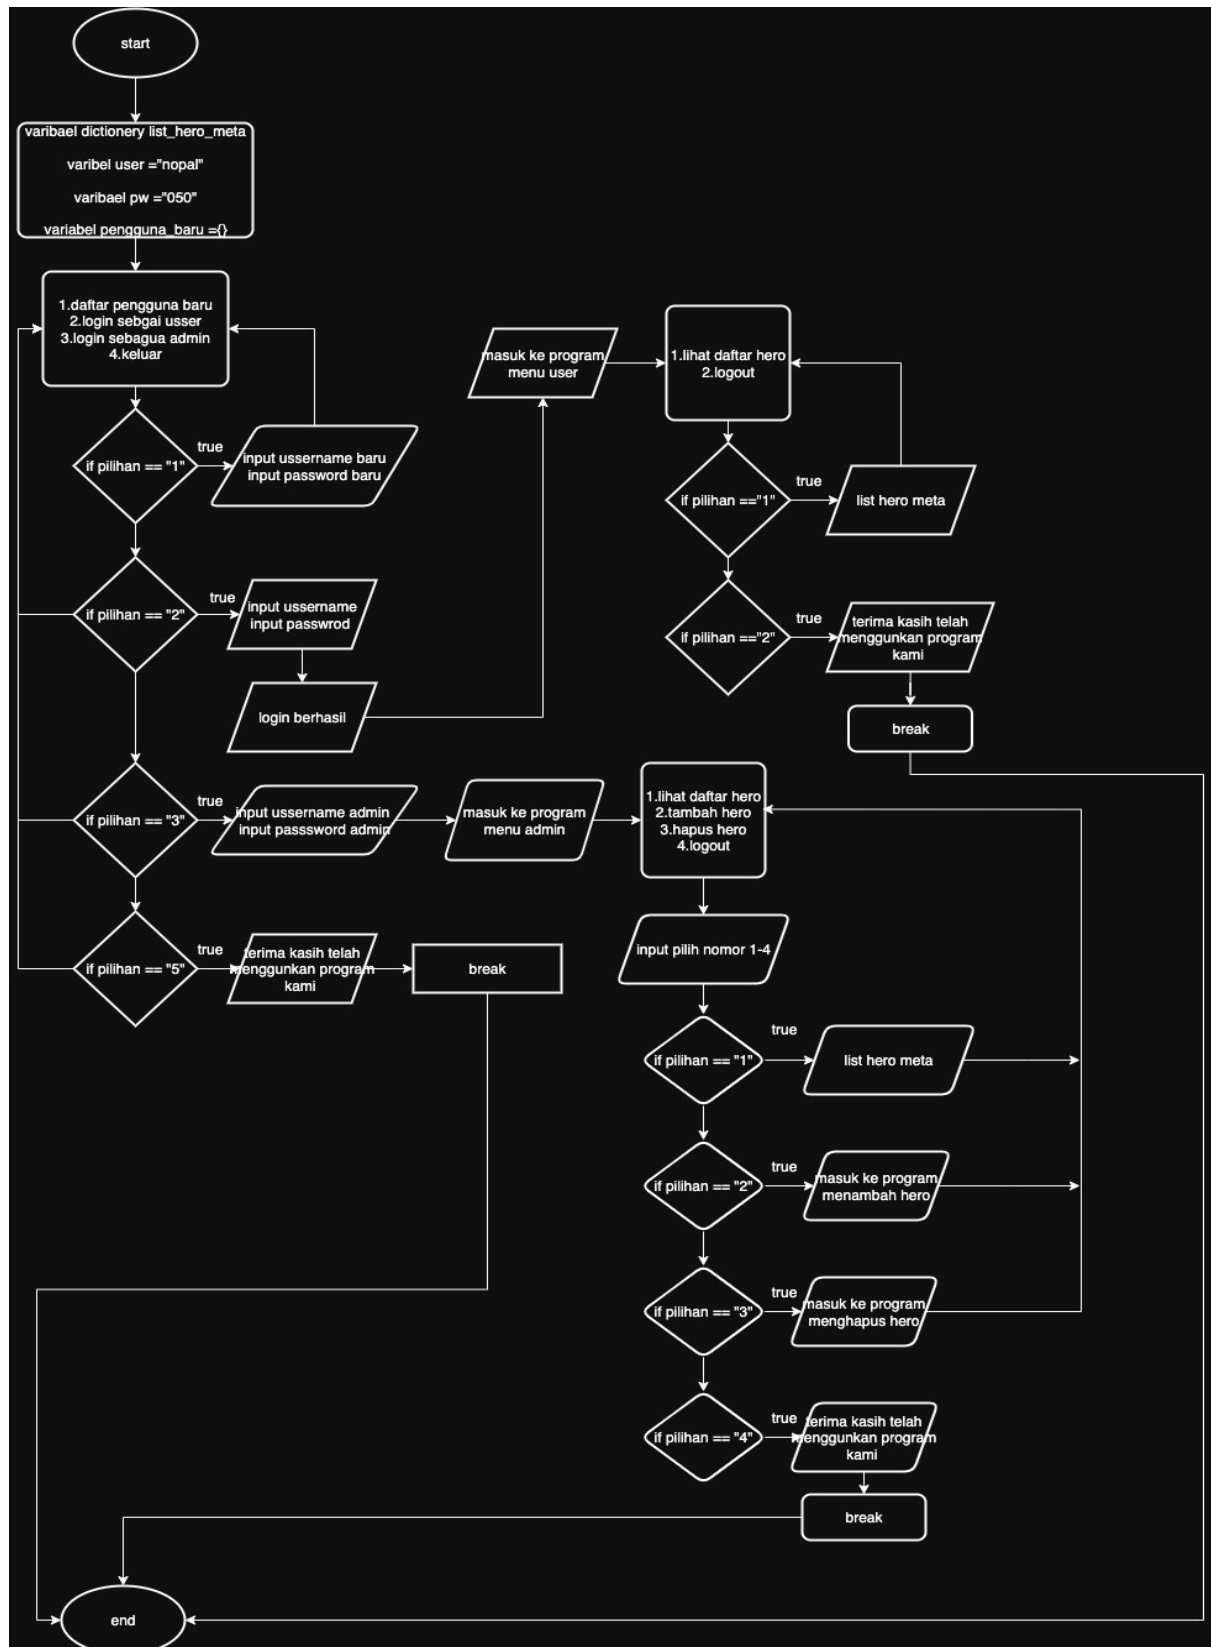 start
varibael dictionery list_hero_meta
varibel user ="nopal"
varibael pw ="050"
variabel pengguna_baru ={}
1.daftar pengguna baru
2.login sebgai usser
3.login sebagua admin
4.keluar
if pilihan == "1"
true
input ussername baru
input password baru
if pilihan == "2"
true
input ussername
input passwrod
login berhasil
masuk ke program
menu user
1.lihat daftar hero
2.logout
if pilihan =="1"
true
list hero meta
if pilihan =="2"
true
terima kasih telah
menggunkan program
kami
break
if pilihan == "3"
true
input ussername admin
input passsword admin
masuk ke program
menu admin
1.lihat daftar hero
2.tambah hero
3.hapus hero
4.logout
input pilih nomor 1-4
if pilihan == "5"
true
terima kasih telah
menggunkan program
kami
break
if pilihan == "1"
true
list hero meta
if pilihan == "2"
true
masuk ke program
menambah hero
if pilihan == "3"
true
masuk ke program
menghapus hero
if pilihan == "4"
true
terima kasih telah
menggunkan program
kami
break
end